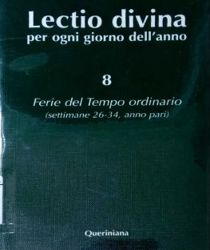 Lectio divina
per ogni giorno dell'anno
8
Ferie del Tempo ordinario
(settimane 26-34, anno pari)
Queriniana